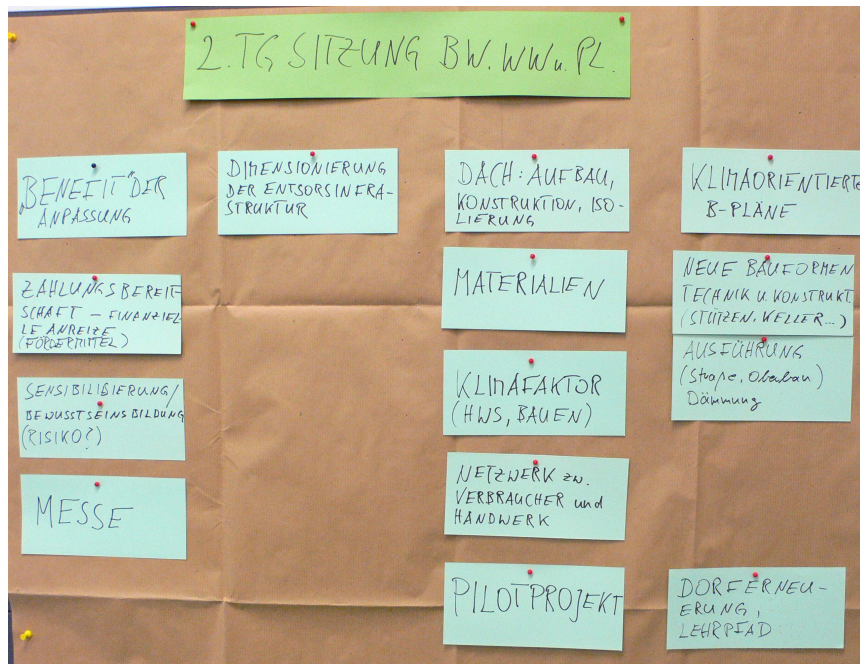 2. TG SITZUNG BW. WW u. PL.
„BENEFIT" DER
ANPASSUNG
ZAHLUNGSBEREIT-
SCHAFT – FINANZIEL
LE ANREIZE
(FÖRDERMITTEL)
SENSIBILISIERUNG/
BEWUSSTSEINSBILDUNG
(RISIKO?)
MESSE
DIMENSIONIERUNG
DER ENTSORSINFRA-
STRUKTUR
DACH: AUFBAU,
KONSTRUKTION, ISO-
LIERUNG
MATERIALIEN
KLIMAFAKTOR
(HWS, BAUEN)
NETZWERK zw.
VERBRAUCHER und
HANDWERK
PILOTPROJEKT
KLIMAORIENTIERTE
B-PLÄNE
NEUE BAUFORMEN
TECHNIK U. KONSTRUKT
(STÜTZEN, KELLER...)
AUSFÜHRUNG
(Straße, Oberbau)
Dämmung
DORFERNEU-
ERUNG,
LEHRPFAD